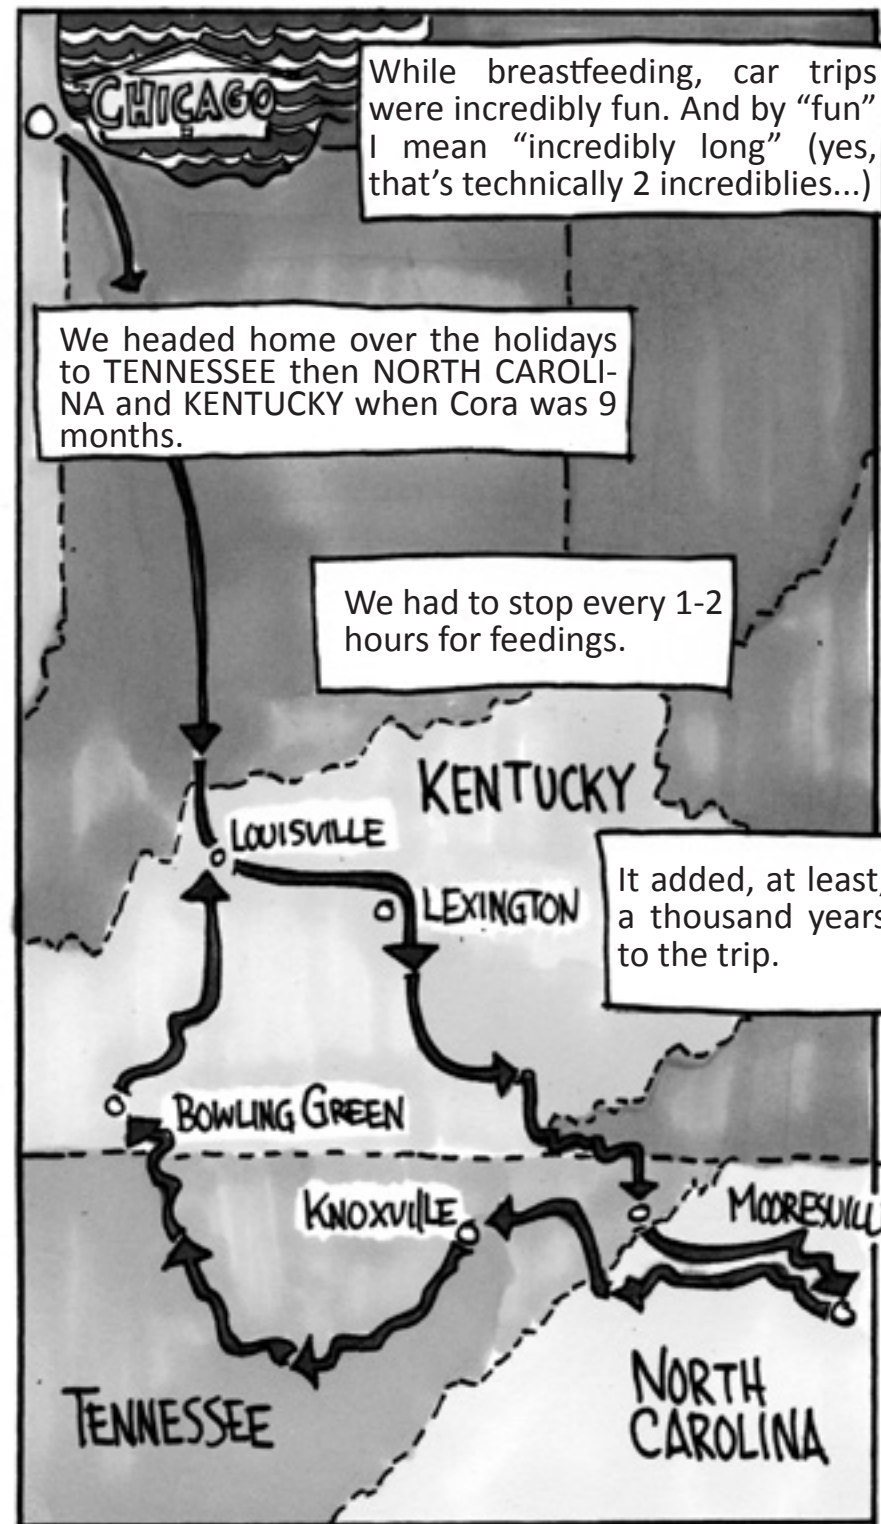 CHICAGO
While breastfeeding, car trips
were incredibly fun. And by “fun”
I mean “incredibly long” (yes,
that’s technically 2 incrediblies...)
We headed home over the holidays
to TENNESSEE then NORTH CAROLI-
NA and KENTUCKY when Cora was 9
months.
We had to stop every 1-2
hours for feedings.
KENTUCKY
LOUISVILLE
It added, at least,
a thousand years
to the trip.
LEXINGTON
BOWLING GREEN
KNOXVILLE
MOORESVILL
NORTH
CAROLINA
TENNESSEE